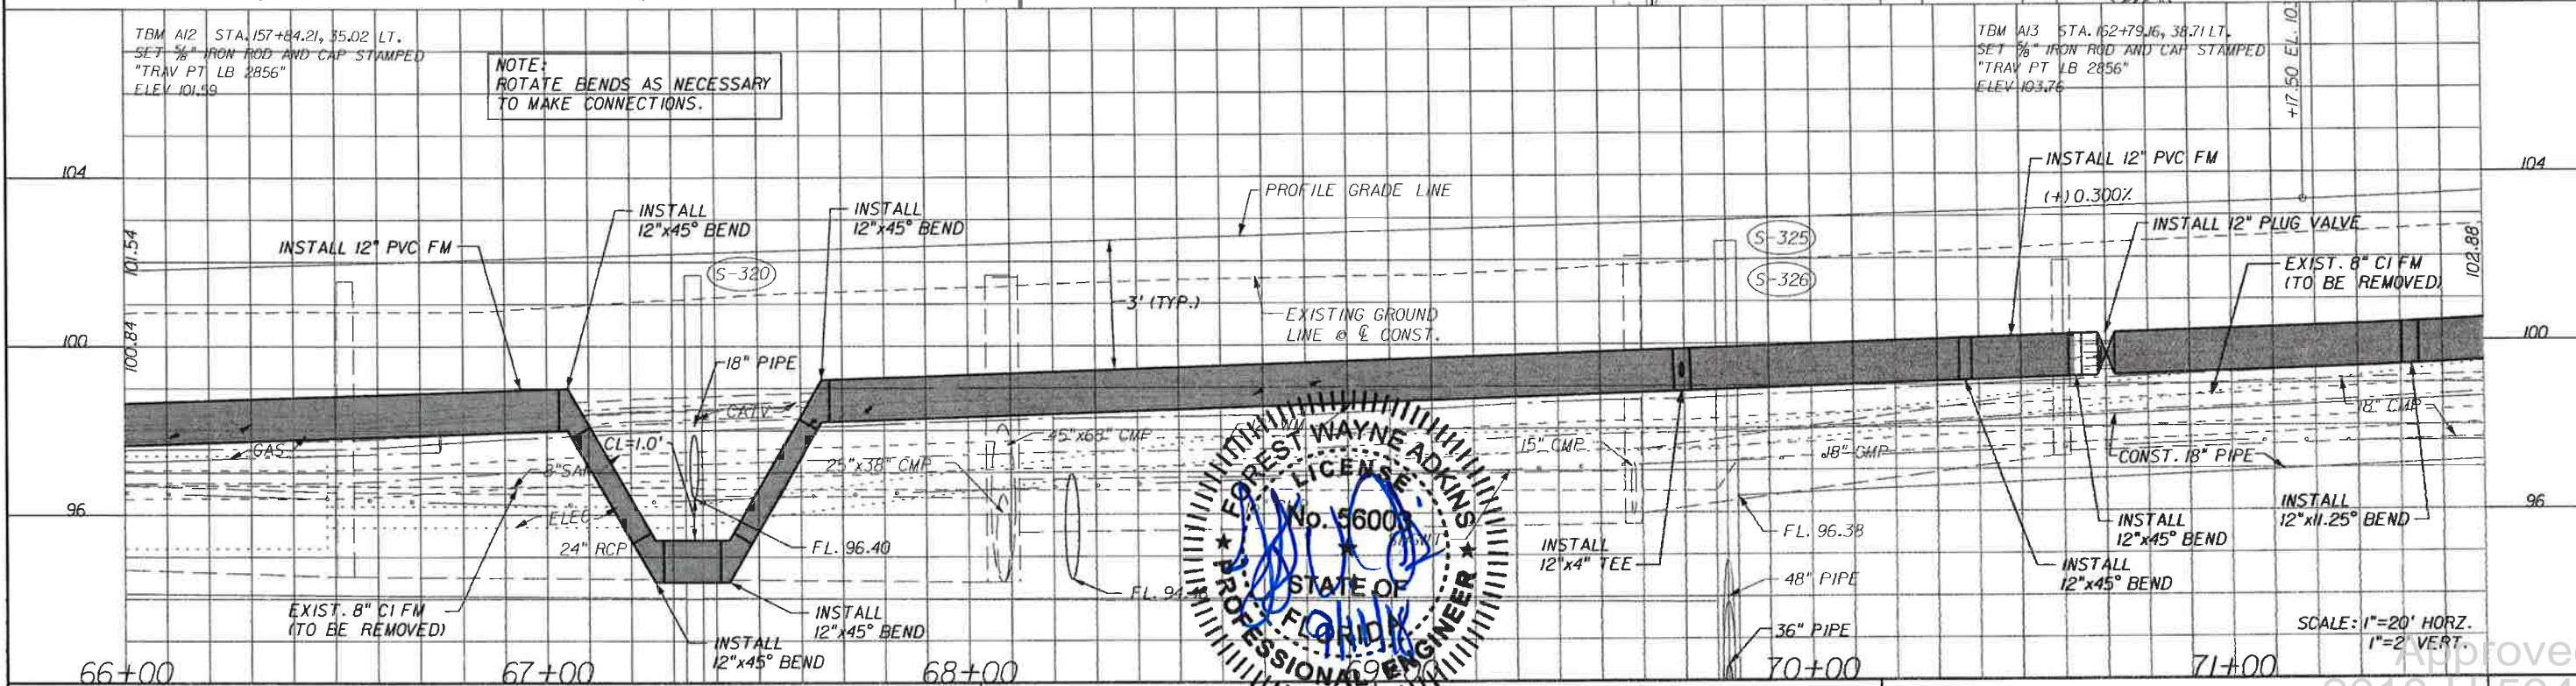 TBM A12 STA. 157+84.21, 35.02 LT.
SET 5/8" IRON ROD AND CAP STAMPED
"TRAV PT LB 2856"
ELEV 101.59
NOTE:
ROTATE BENDS AS NECESSARY
TO MAKE CONNECTIONS.
TBM A13 STA. 162+79.16, 38.71 LT.
SET 5/8" IRON ROD AND CAP STAMPED
"TRAV PT LB 2856"
ELEV 103.76
+17.50 EL. 103
104
104
INSTALL 12" PVC FM
(+) 0.300%
PROFILE GRADE LINE
INSTALL
12"x45° BEND
INSTALL
12"x45° BEND
INSTALL 12" PVC FM
INSTALL 12" PLUG VALVE
101.54
102.88
S-320
S-325
S-326
EXIST. 8" CI FM
(TO BE REMOVED)
3' (TYP.)
EXISTING GROUND
LINE @ ℄ CONST.
100
100
100.84
18" PIPE
CATV
GAS
CL=1.0'
8" SAN
45"x68" CMP
25"x38" CMP
15" CMP
18" CMP
18" CMP
CONST. 18" PIPE
96
96
ELEC
24" RCP
FL. 96.40
FL. 96.38
INSTALL
12"x4" TEE
INSTALL
12"x45° BEND
INSTALL
12"x11.25° BEND
INSTALL
12"x45° BEND
48" PIPE
36" PIPE
EXIST. 8" CI FM
(TO BE REMOVED)
INSTALL
12"x45° BEND
INSTALL
12"x45° BEND
FOREST WAYNE ADKINS
LICENSE
No. 56003
STATE OF
FLORIDA
PROFESSIONAL ENGINEER
SCALE: 1"=20' HORZ.
1"=2' VERT.
66+00
67+00
68+00
70+00
71+00
Approved